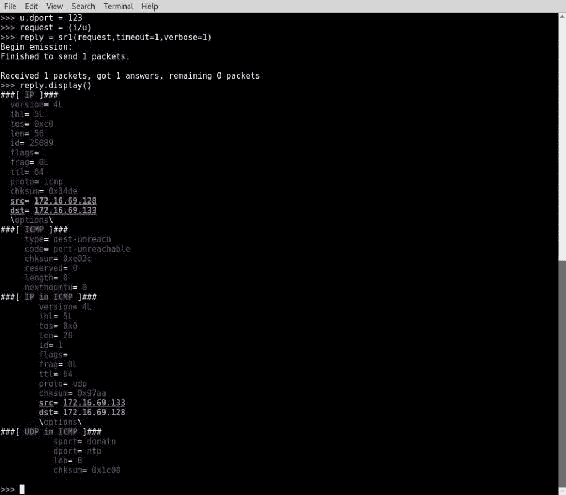 File Edit View Search Terminal Help
>>> u.dport = 123
>>> request = (i/u)
>>> reply = sr1(request,timeout=1,verbose=1)
Begin emission:
Finished to send 1 packets.
Received 1 packets, got 1 answers, remaining 0 packets
>>> reply.display()
###[ IP ]###
version= 4L
ihl= 5L
tos= 0xc0
len= 56
id= 25089
flags=
frag= 0L
ttl= 64
proto= icmp
chksum= 0x34de
src= 172.16.69.128
dst= 172.16.69.133
\options\
###[ ICMP ]###
type= dest-unreach
code= port-unreachable
chksum=
reserved= 0
length= 0
nexthopmtu= 0
###[ IP in ICMP ]###
version= 4L
ihl= 5L
tos= 0x0
len= 28
id= 1
flags=
frag= 0L
ttl= 64
proto= udp
chksum= 0x97aa
src= 172.16.69.133
dst= 172.16.69.128
\options\
###[ UDP in ICMP ]###
sport= domain
dport= ntp
len= 8
chksum= 0x1c00
>>>